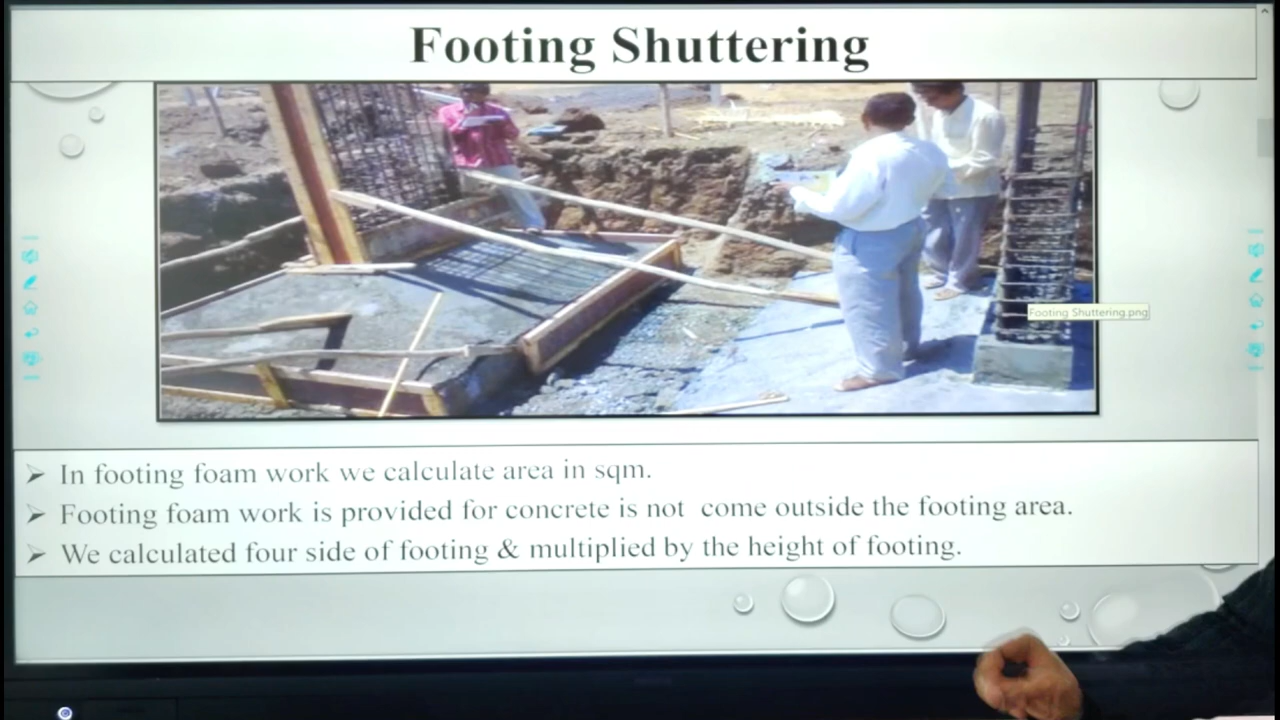 Footing Shuttering
Footing Shuttering.png
In footing foam work we calculate area in sqm.
Footing foam work is provided for concrete is not come outside the footing area.
We calculated four side of footing & multiplied by the height of footing.